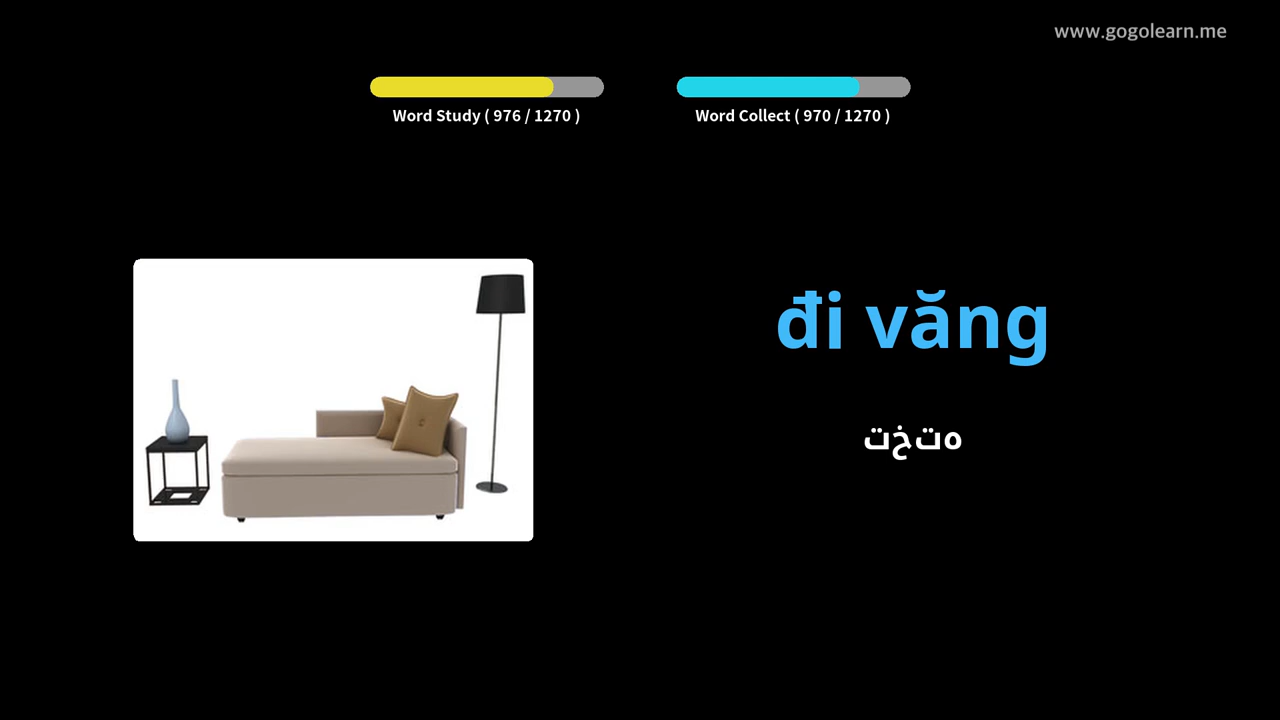 www.gogolearn.me
Word Study ( 976 / 1270 )
Word Collect ( 970 / 1270 )
đi văng
تخته